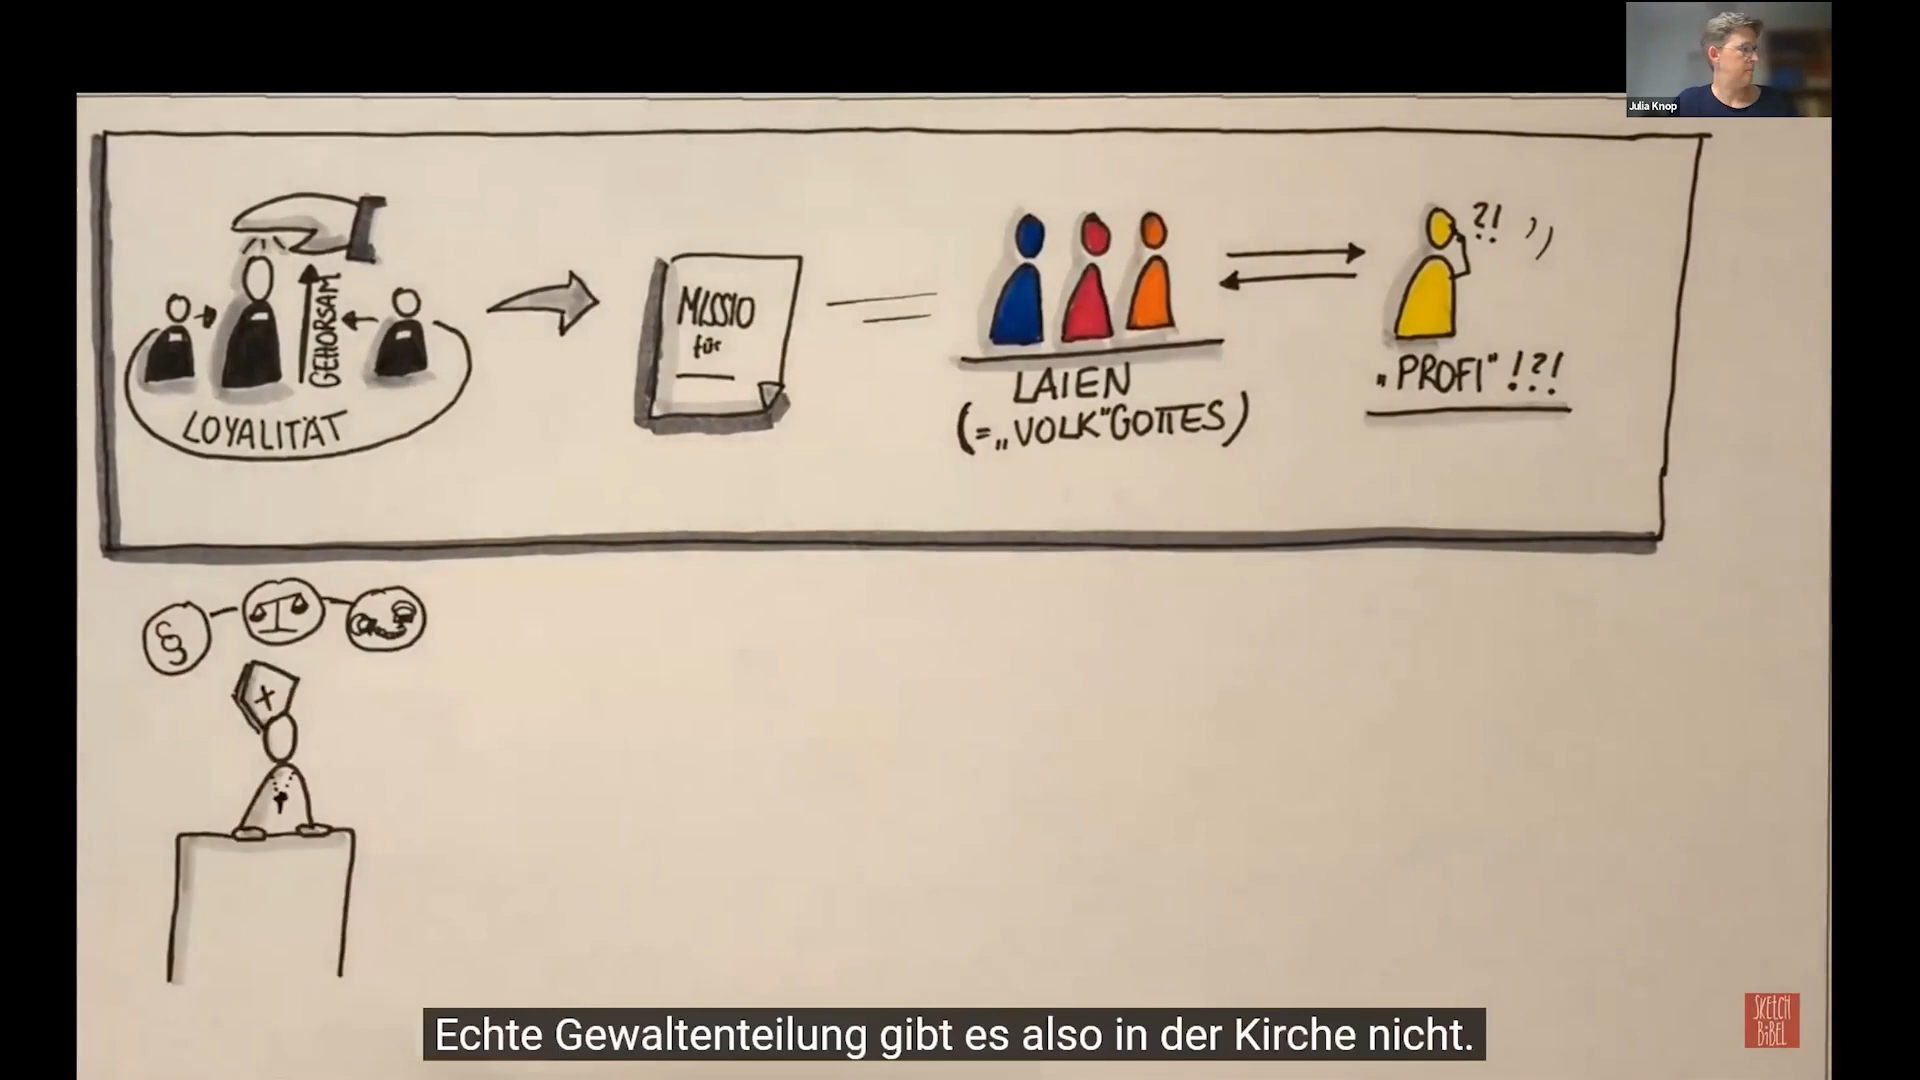 Julia Knop
GEHORSAM
LOYALITÄT
MISSIO
für
?!
LAIEN
(=„VOLK"GOTTES)
„PROFI" !?!
§
Echte Gewaltenteilung gibt es also in der Kirche nicht.
SKETCH
BIBEL